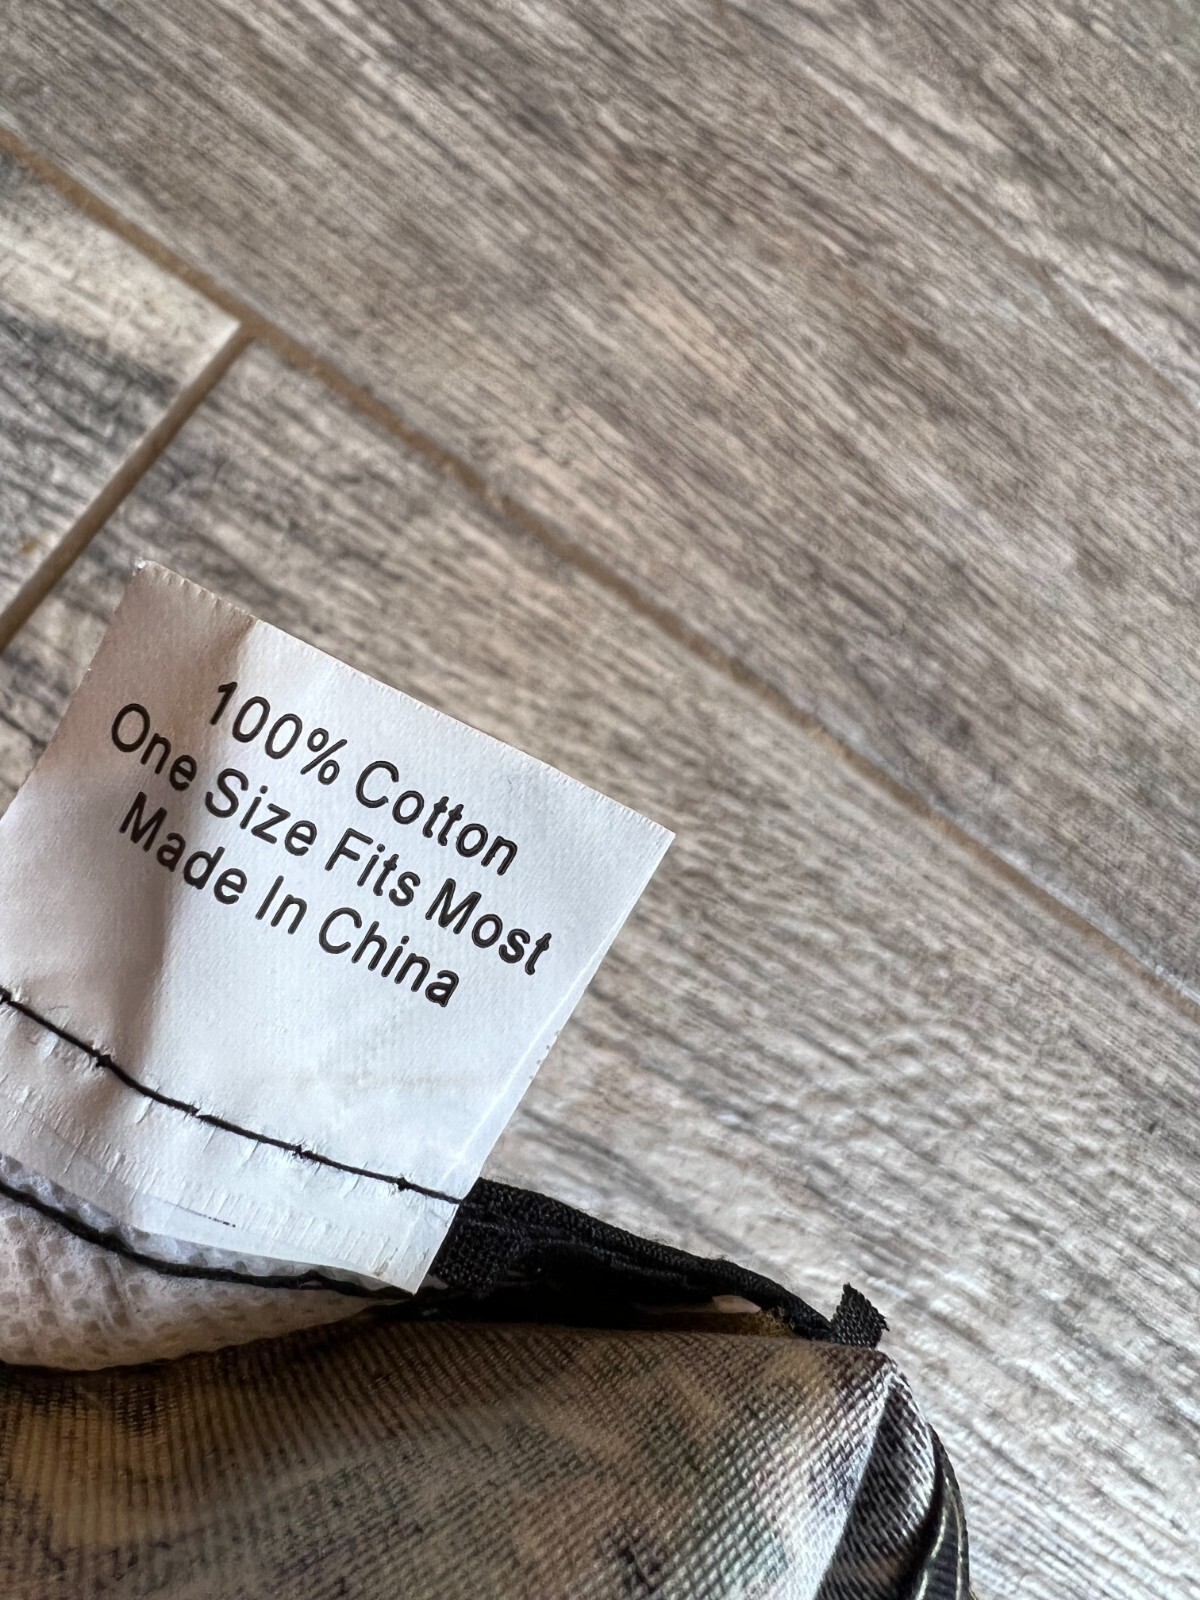 100% Cotton
One Size Fits Most
Made In China